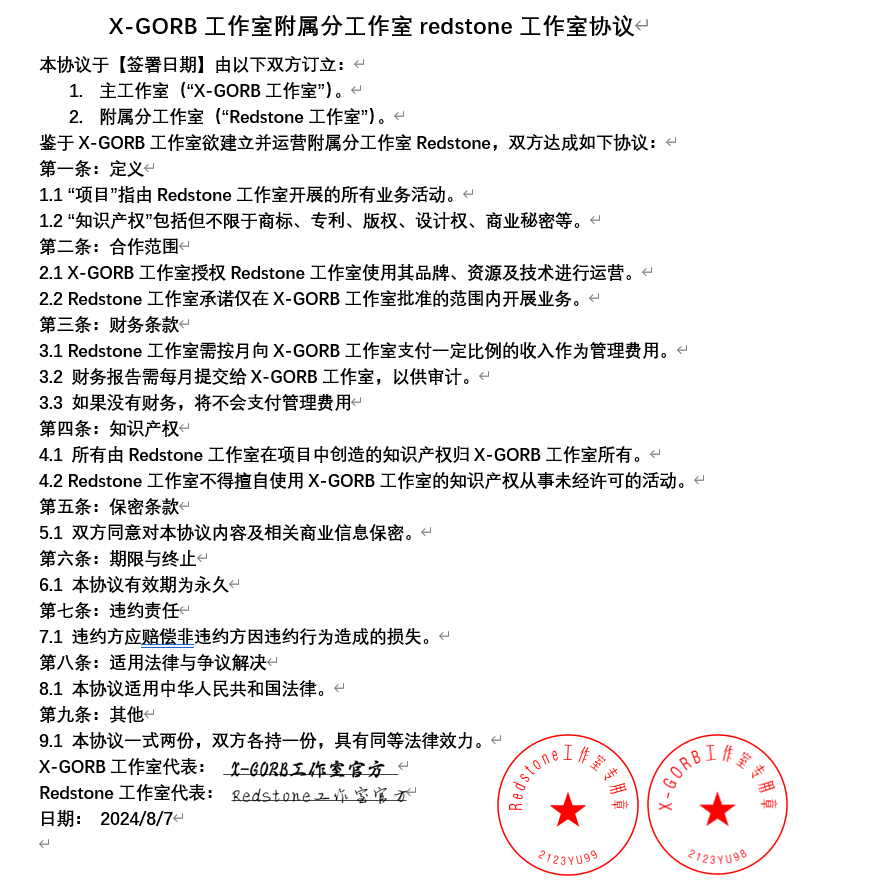 X-GORB 工作室附属分工作室 redstone 工作室协议
本协议于【签署日期】由以下双方订立：
1. 主工作室（“X-GORB 工作室”）。
2. 附属分工作室（“Redstone 工作室”）。
鉴于 X-GORB 工作室欲建立并运营附属分工作室 Redstone，双方达成如下协议：
第一条：定义
1.1 “项目”指由 Redstone 工作室开展的所有业务活动。
1.2 “知识产权”包括但不限于商标、专利、版权、设计权、商业秘密等。
第二条：合作范围
2.1 X-GORB 工作室授权 Redstone 工作室使用其品牌、资源及技术进行运营。
2.2 Redstone 工作室承诺仅在 X-GORB 工作室批准的范围内开展业务。
第三条：财务条款
3.1 Redstone 工作室需按月向 X-GORB 工作室支付一定比例的收入作为管理费用。
3.2 财务报告需每月提交给 X-GORB 工作室，以供审计。
3.3 如果没有财务，将不会支付管理费用
第四条：知识产权
4.1 所有由 Redstone 工作室在项目中创造的知识产权归 X-GORB 工作室所有。
4.2 Redstone 工作室不得擅自使用 X-GORB 工作室的知识产权从事未经许可的活动。
第五条：保密条款
5.1 双方同意对本协议内容及相关商业信息保密。
第六条：期限与终止
6.1 本协议有效期为永久
第七条：违约责任
7.1 违约方应赔偿非违约方因违约行为造成的损失。
第八条：适用法律与争议解决
8.1 本协议适用中华人民共和国法律。
第九条：其他
9.1 本协议一式两份，双方各持一份，具有同等法律效力。
X-GORB 工作室代表： X-GORB工作室官方
Redstone 工作室代表： Redstone工作室官方
日期： 2024/8/7
Redstone工作室专用章
2123YU99
X-GORB工作室专用章
2123YU98